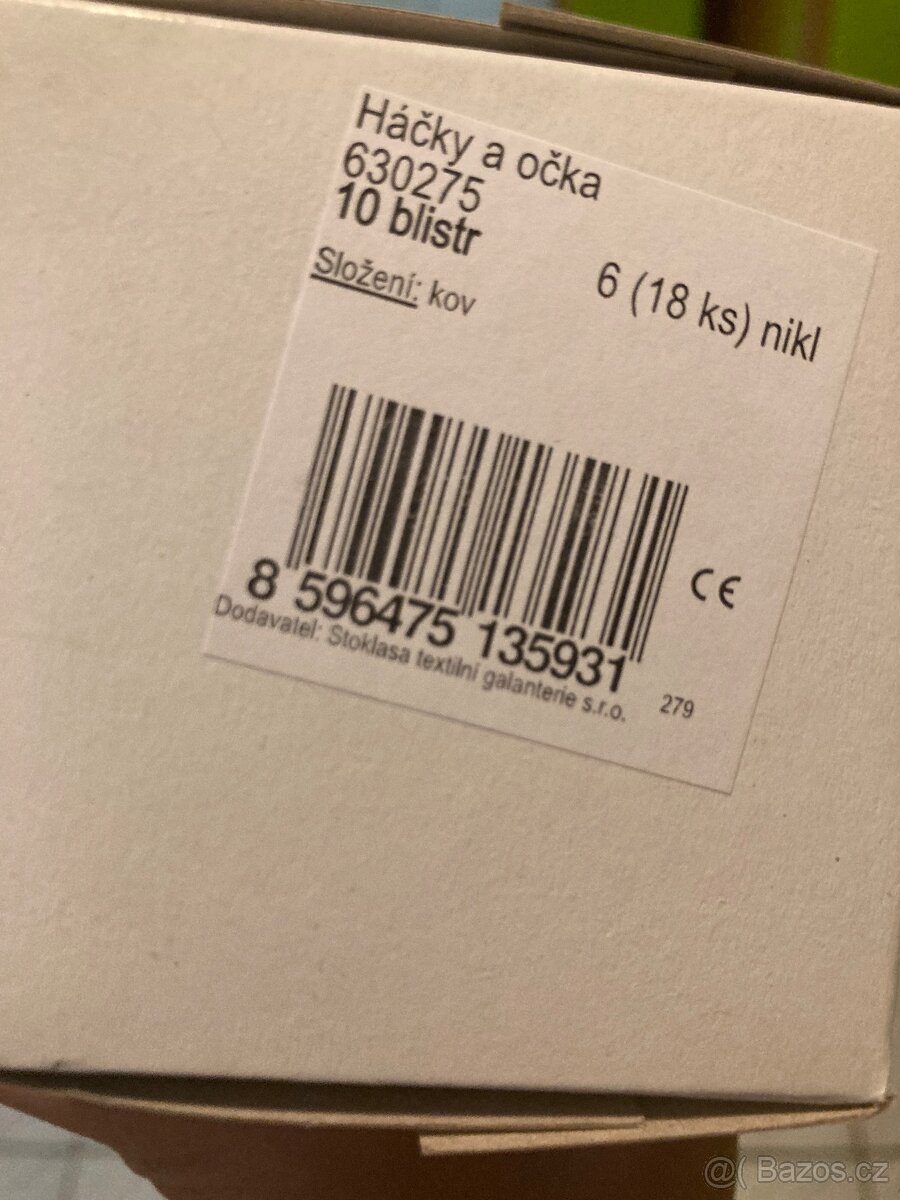 Háčky a očka
630275
10 blistr
6 (18 ks) nikl
Složení: kov
CE
8 596475 135931
Dodavatel: Stoklasa textilní galanterie s.r.o.
279
@( Bazos.cz